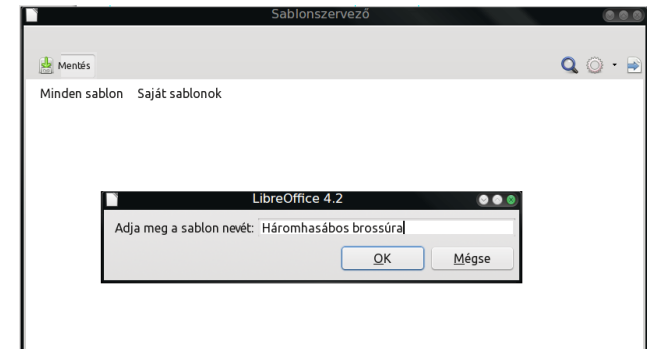 Sablonszervező
Mentés
Minden sablon Saját sablonok
LibreOffice 4.2
Adja meg a sablon nevét: Háromhasábos brossúra
OK Mégse